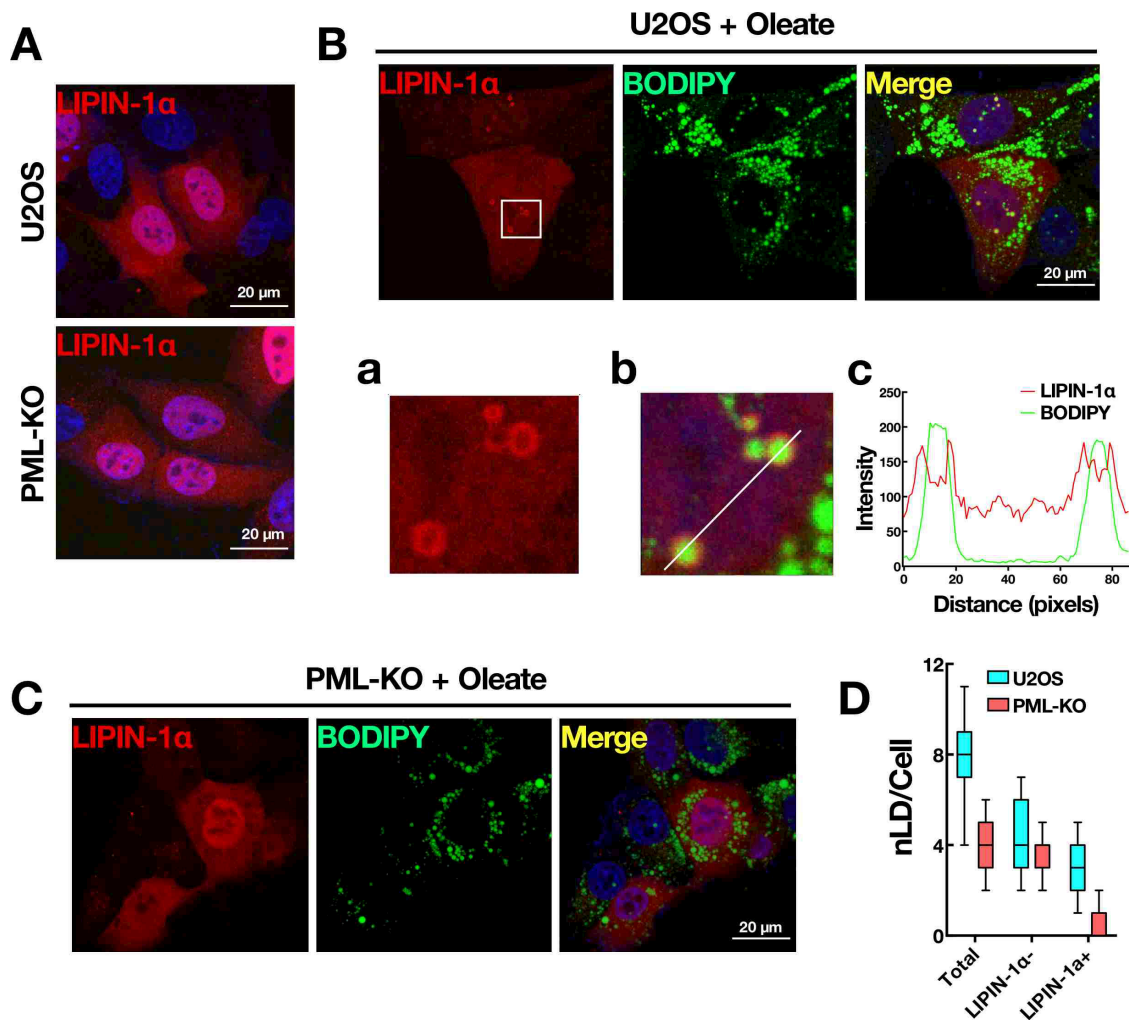 A
LIPIN-1α
U2OS
20 µm
LIPIN-1α
PML-KO
20 µm
B
U2OS + Oleate
LIPIN-1α
BODIPY
Merge
20 µm
a
b
c
LIPIN-1α
BODIPY
250
200
150
100
50
0
Intensity
0
20
40
60
80
Distance (pixels)
C
PML-KO + Oleate
LIPIN-1α
BODIPY
Merge
20 µm
D
U2OS
PML-KO
12
8
4
0
nLD/Cell
Total
LIPIN-1α-
LIPIN-1a+